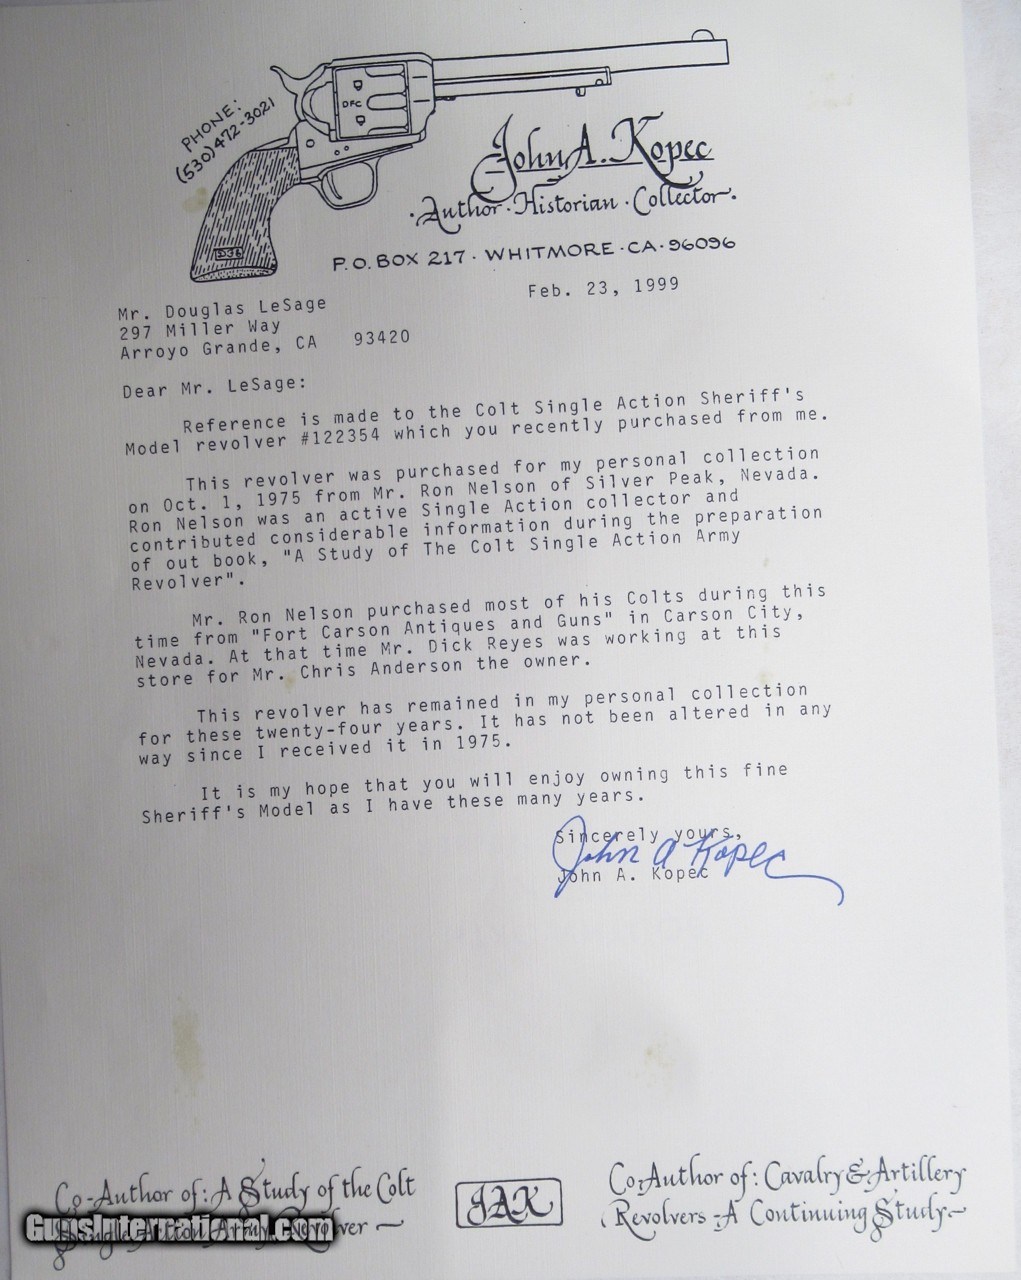 PHONE:
(530)472-3021
DFC
John A. Kopec
·Author·Historian·Collector·
P.O. BOX 217 · WHITMORE · CA · 96096
Feb. 23, 1999
Mr. Douglas LeSage
297 Miller Way
Arroyo Grande, CA 93420
Dear Mr. LeSage:
Reference is made to the Colt Single Action Sheriff's
Model revolver #122354 which you recently purchased from me.
This revolver was purchased for my personal collection
on Oct. 1, 1975 from Mr. Ron Nelson of Silver Peak, Nevada.
Ron Nelson was an active Single Action collector and
contributed considerable information during the preparation
of out book, "A Study of The Colt Single Action Army
Revolver".
Mr. Ron Nelson purchased most of his Colts during this
time from "Fort Carson Antiques and Guns" in Carson City,
Nevada. At that time Mr. Dick Reyes was working at this
store for Mr. Chris Anderson the owner.
This revolver has remained in my personal collection
for these twenty-four years. It has not been altered in any
way since I received it in 1975.
It is my hope that you will enjoy owning this fine
Sheriff's Model as I have these many years.
Sincerely yours,
John A Kopec
John A. Kopec
Co-Author of: A Study of the Colt
Single Action Army Revolver
JAK
Co-Author of: Cavalry & Artillery
Revolvers - A Continuing Study
GunsInternational.com